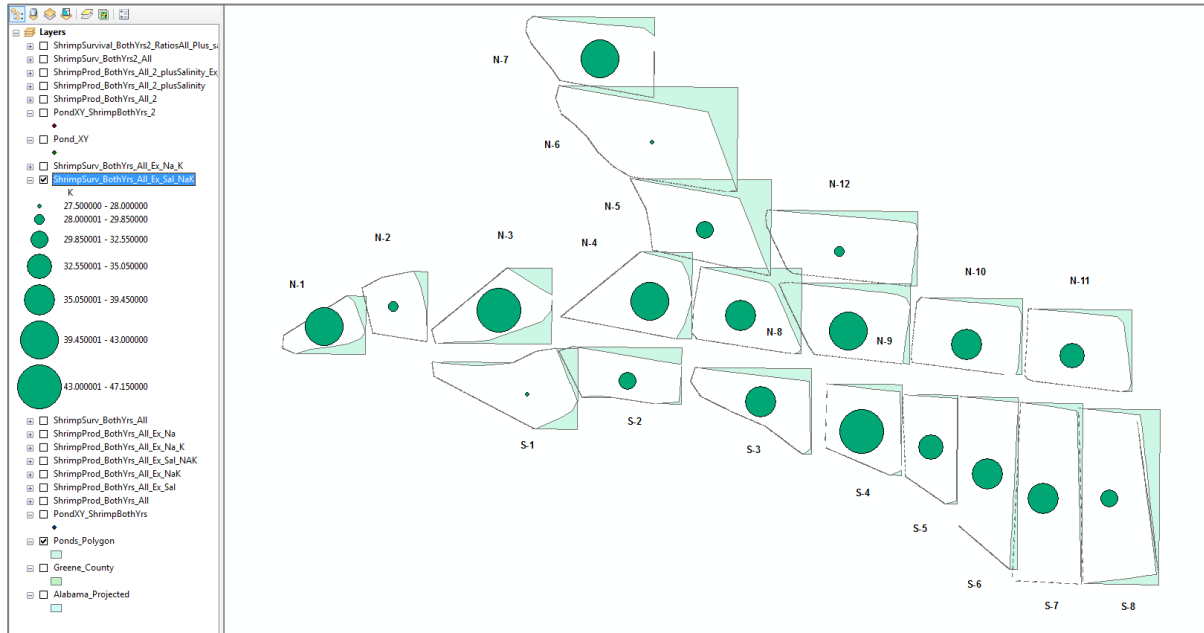 Layers
ShrimpSurvival_BothYrs2_RatiosAll_Plus_sa
ShrimpSurv_BothYrs2_All
ShrimpProd_BothYrs_All_2_plusSalinity_Ex_
ShrimpProd_BothYrs_All_2_plusSalinity
ShrimpProd_BothYrs_All_2
PondXY_ShrimpBothYrs_2
Pond_XY
ShrimpSurv_BothYrs_All_Ex_Na_K
ShrimpSurv_BothYrs_All_Ex_Sal_NaK
K
27.500000 - 28.000000
28.000001 - 29.850000
29.850001 - 32.550000
32.550001 - 35.050000
35.050001 - 39.450000
39.450001 - 43.000000
43.000001 - 47.150000
ShrimpSurv_BothYrs_All
ShrimpProd_BothYrs_All_Ex_Na
ShrimpProd_BothYrs_All_Ex_Na_K
ShrimpProd_BothYrs_All_Ex_Sal_NAK
ShrimpProd_BothYrs_All_Ex_NaK
ShrimpProd_BothYrs_All_Ex_Sal
ShrimpProd_BothYrs_All
PondXY_ShrimpBothYrs
Ponds_Polygon
Greene_County
Alabama_Projected
N-7
N-6
N-5
N-12
N-2
N-3
N-4
N-1
N-10
N-11
N-8
N-9
S-1
S-2
S-3
S-4
S-5
S-6
S-7
S-8